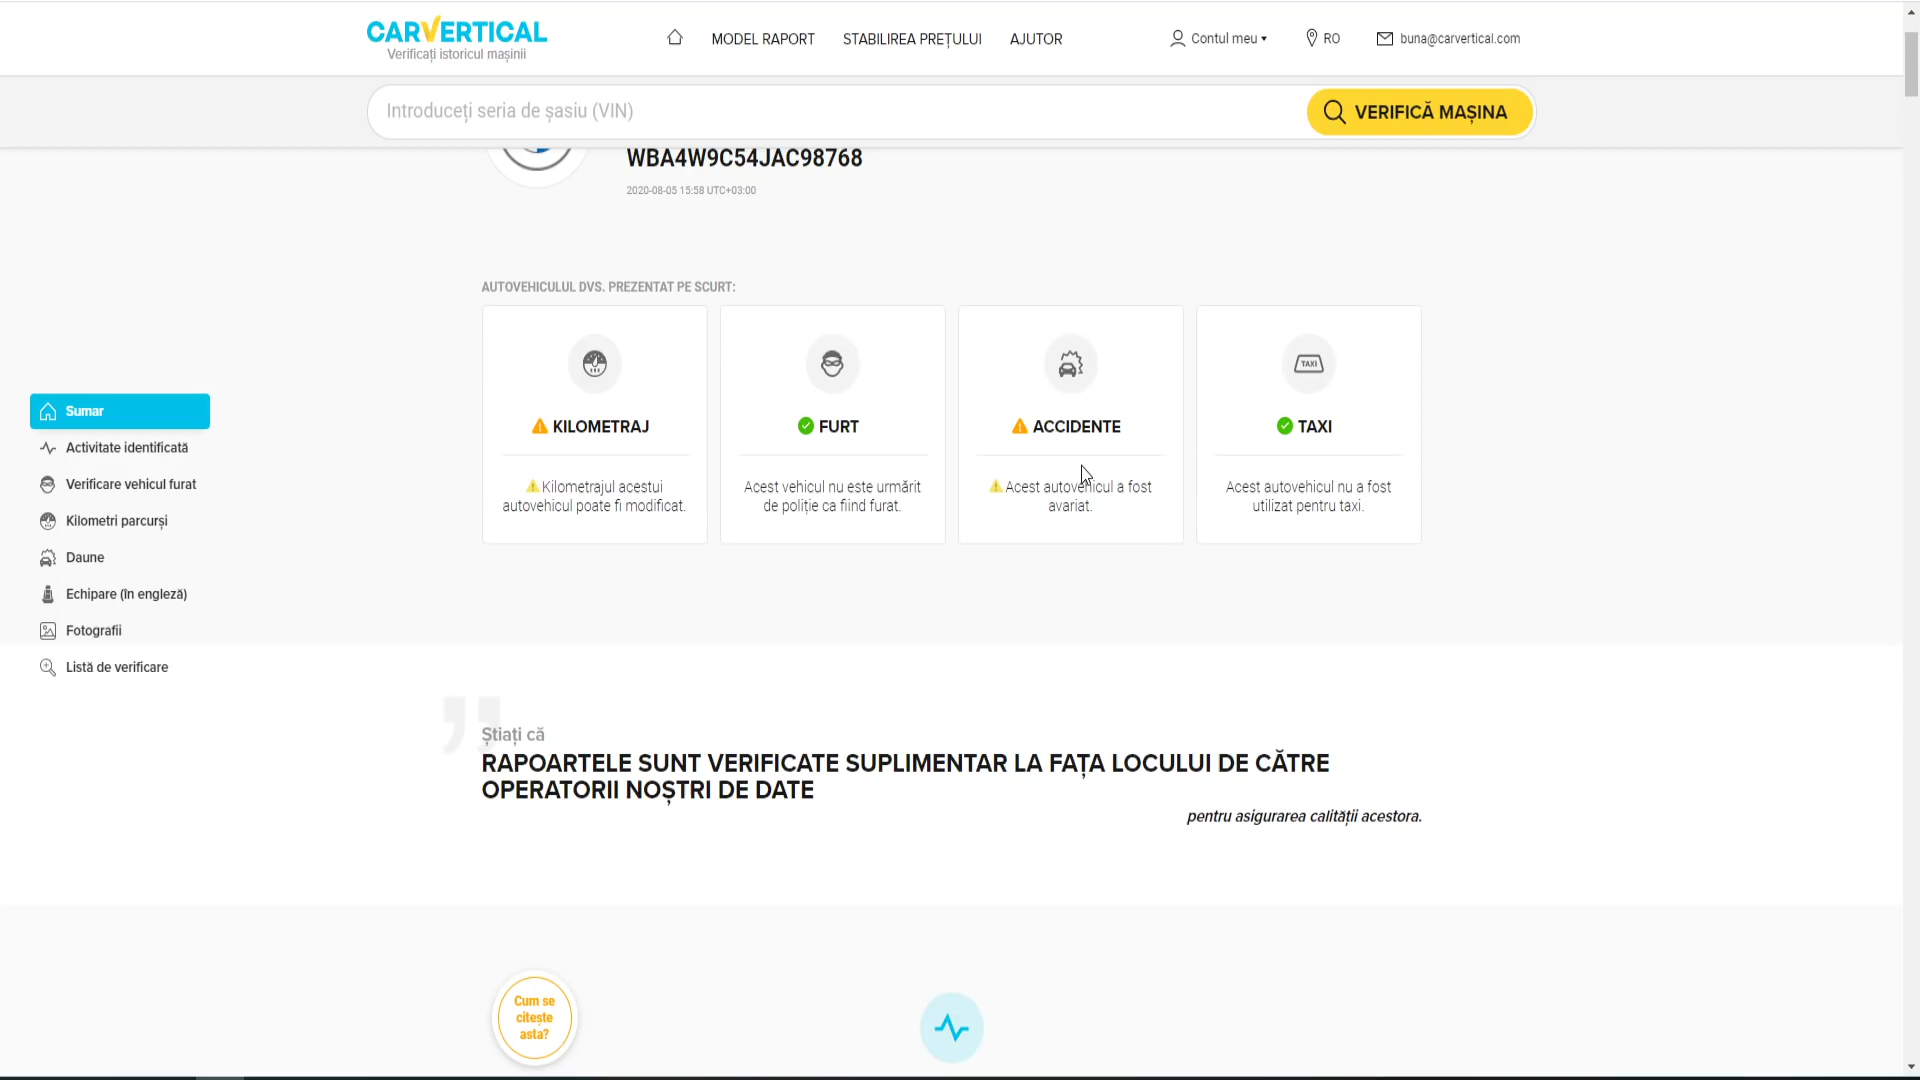 CARVERTICAL
Verificați istoricul mașinii
MODEL RAPORT
STABILIREA PREȚULUI
AJUTOR
Contul meu
RO
buna@carvertical.com
Introduceți seria de șasiu (VIN)
VERIFICĂ MAȘINA
WBA4W9C54JAC98768
2020-08-05 15:58 UTC+03:00
AUTOVEHICULUL DVS. PREZENTAT PE SCURT:
KILOMETRAJ
Kilometrajul acestui
autovehicul poate fi modificat.
FURT
Acest vehicul nu este urmărit
de poliție ca fiind furat.
ACCIDENTE
Acest autovehicul a fost
avariat.
TAXI
TAXI
Acest autovehicul nu a fost
utilizat pentru taxi.
Sumar
Activitate identificată
Verificare vehicul furat
Kilometri parcurși
Daune
Echipare (în engleză)
Fotografii
Listă de verificare
Știați că
RAPOARTELE SUNT VERIFICATE SUPLIMENTAR LA FAȚA LOCULUI DE CĂTRE
OPERATORII NOȘTRI DE DATE
pentru asigurarea calității acestora.
Cum se
citește
asta?